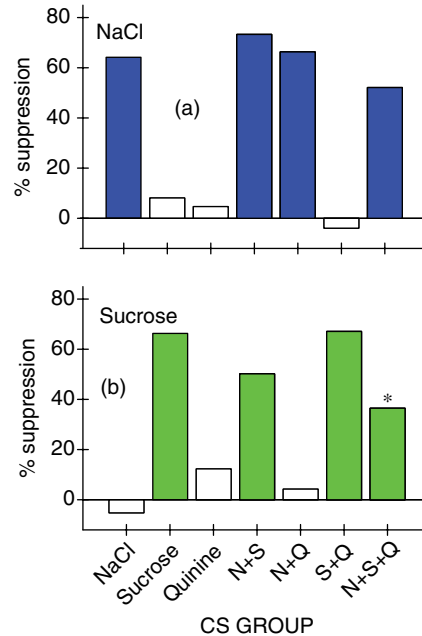 80
NaCl
60
(a)
40
20
0
% suppression
80
Sucrose
60
40
(b)
*
20
0
% suppression
NaCl
Sucrose
Quinine
N+S
N+Q
S+Q
N+S+Q
CS GROUP